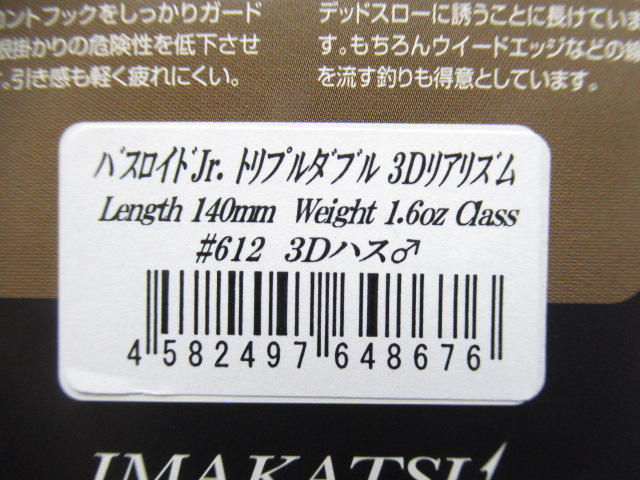 ントフックをしっかりガード
掛かりの危険性を低下させ
引き感も軽く疲れにくい。
デッドスローに誘うことに長けていま
す。もちろんウイードエッジなどの
を流す釣りも得意としています。
ﾊﾞｽﾛｲﾄﾞJr. ﾄﾘﾌﾟﾙﾀﾞﾌﾞﾙ 3Dﾘｱﾘｽﾞﾑ
Length 140mm Weight 1.6oz Class
#612 3Dハス♂
4 582497 648676
IMAKATSU